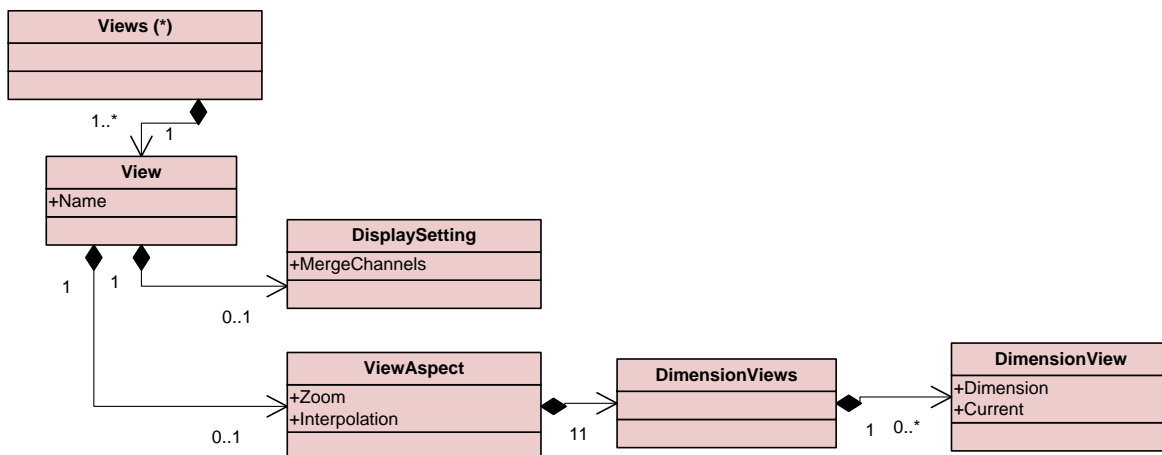 Views (*)
1..*
1
View
+Name
1
1
DisplaySetting
+MergeChannels
0..1
ViewAspect
+Zoom
+Interpolation
0..1
11
DimensionViews
1
0..*
DimensionView
+Dimension
+Current